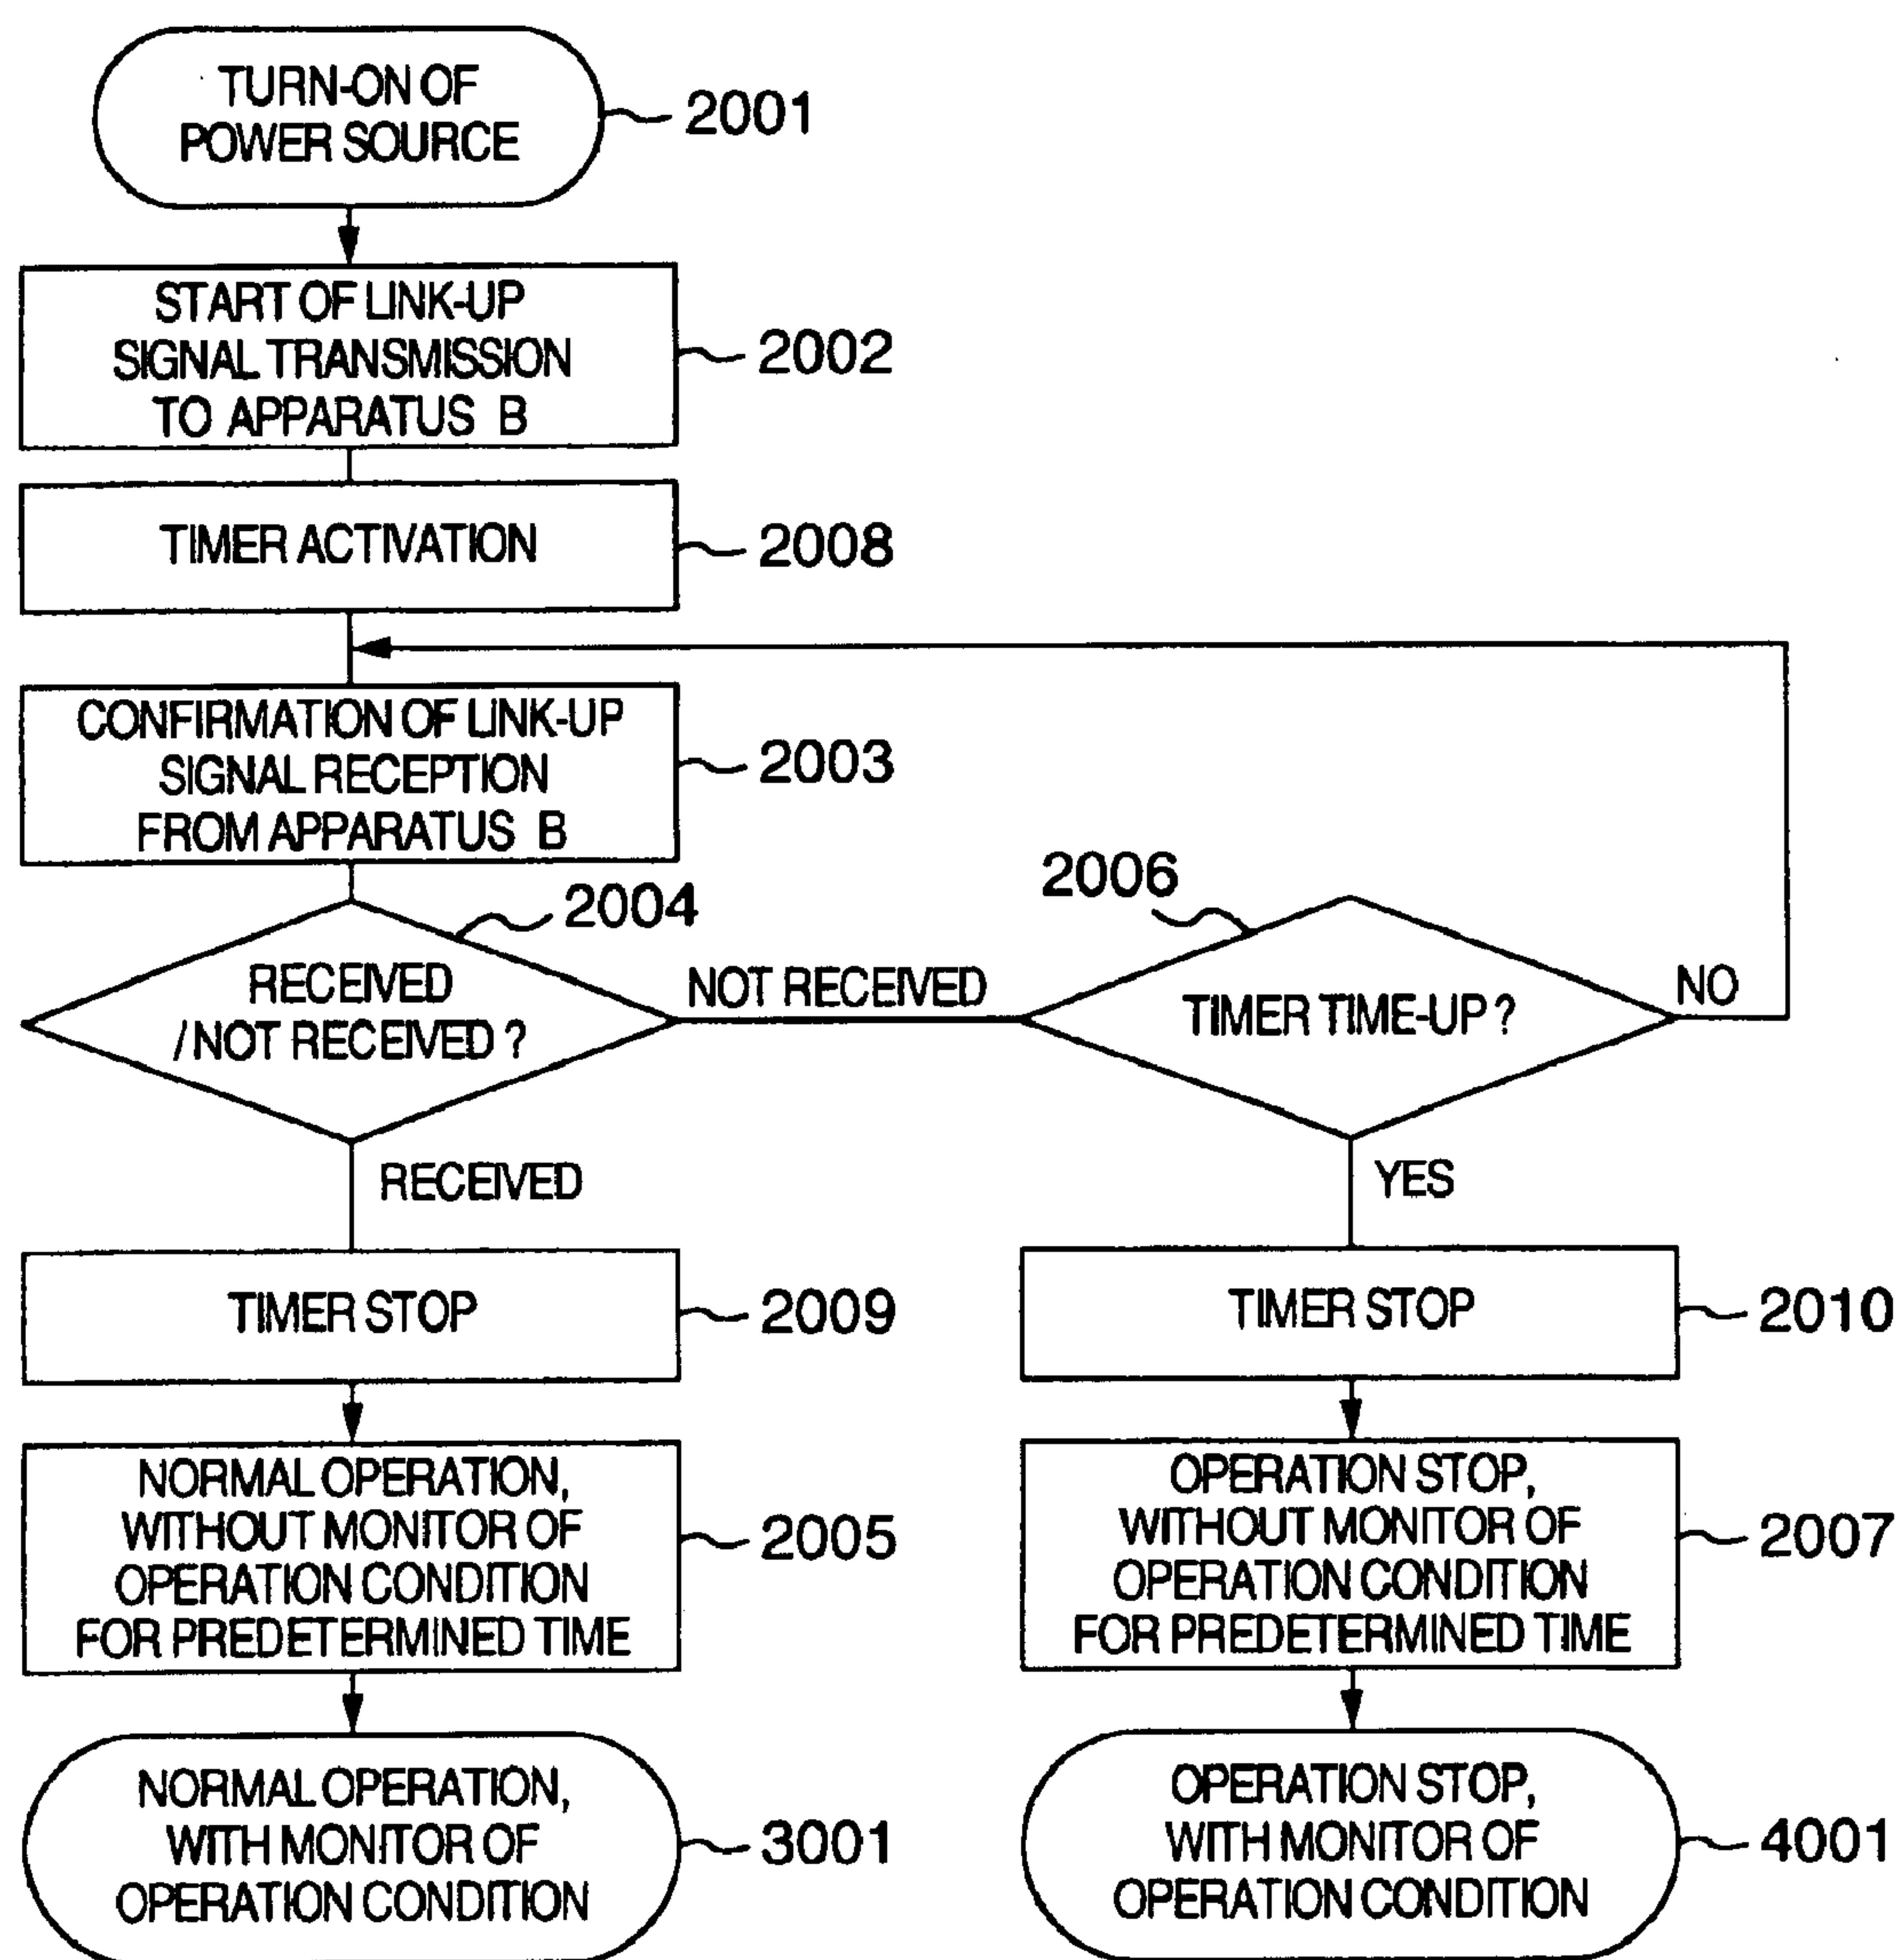 TURN-ON OF
POWER SOURCE
2001
START OF LINK-UP
SIGNAL TRANSMISSION
TO APPARATUS B
2002
TIMER ACTIVATION
2008
CONFIRMATION OF LINK-UP
SIGNAL RECEPTION
FROM APPARATUS B
2003
2004
RECEIVED
/NOT RECEIVED ?
NOT RECEIVED
2006
TIMER TIME-UP ?
NO
RECEIVED
YES
TIMER STOP
2009
TIMER STOP
2010
NORMAL OPERATION,
WITHOUT MONITOR OF
OPERATION CONDITION
FOR PREDETERMINED TIME
2005
OPERATION STOP,
WITHOUT MONITOR OF
OPERATION CONDITION
FOR PREDETERMINED TIME
2007
NORMAL OPERATION,
WITH MONITOR OF
OPERATION CONDITION
3001
OPERATION STOP,
WITH MONITOR OF
OPERATION CONDITION
4001